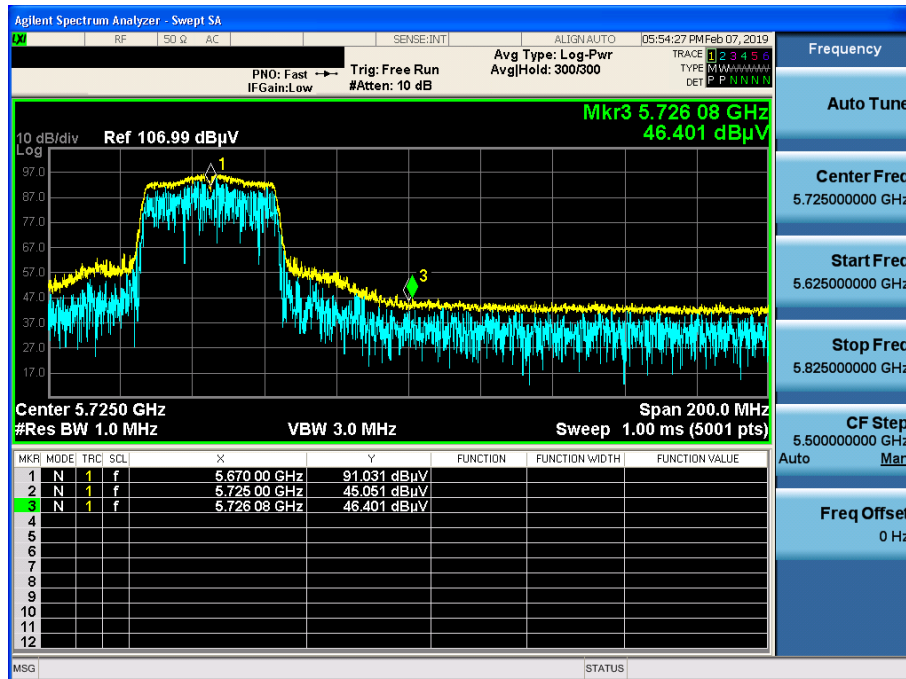 Agilent Spectrum Analyzer - Swept SA
LXI RF 50 Ω AC SENSE:INT ALIGN AUTO 05:54:27 PM Feb 07, 2019
Frequency
Avg Type: Log-Pwr TRACE 1 2 3 4 5 6
PNO: Fast Trig: Free Run Avg|Hold: 300/300 TYPE MWWWWW
IFGain:Low #Atten: 10 dB DET P P N N N N
Auto Tune
Mkr3 5.726 08 GHz
10 dB/div Ref 106.99 dBµV 46.401 dBµV
Log
97.0
1
87.0
77.0
67.0
57.0
3
47.0
37.0
27.0
17.0
Center Freq
5.725000000 GHz
Start Freq
5.625000000 GHz
Stop Freq
5.825000000 GHz
Center 5.7250 GHz Span 200.0 MHz
#Res BW 1.0 MHz VBW 3.0 MHz Sweep 1.00 ms (5001 pts)
CF Step
5.500000000 GHz
Auto Man
MKR MODE TRC SCL X Y FUNCTION FUNCTION WIDTH FUNCTION VALUE
1 N 1 f 5.670 00 GHz 91.031 dBµV
2 N 1 f 5.725 00 GHz 45.051 dBµV
3 N 1 f 5.726 08 GHz 46.401 dBµV
4
5
6
7
8
9
10
11
12
Freq Offset
0 Hz
MSG STATUS